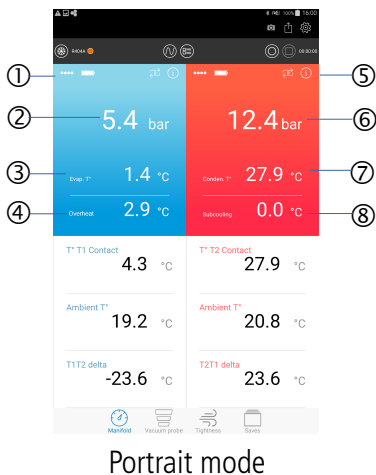 100% 16:00
R404A 00:00:00
① ⑤
② 5.4 bar 12.4 bar ⑥
③ Evap. T° 1.4 °C Conden. T° 27.9 °C ⑦
④ Overheat 2.9 °C Subcooling 0.0 °C ⑧
T° T1 Contact T° T2 Contact
4.3 °C 27.9 °C
Ambient T° Ambient T°
19.2 °C 20.8 °C
T1T2 delta T2T1 delta
-23.6 °C 23.6 °C
Manifold Vacuum probe Tightness Saves
Portrait mode